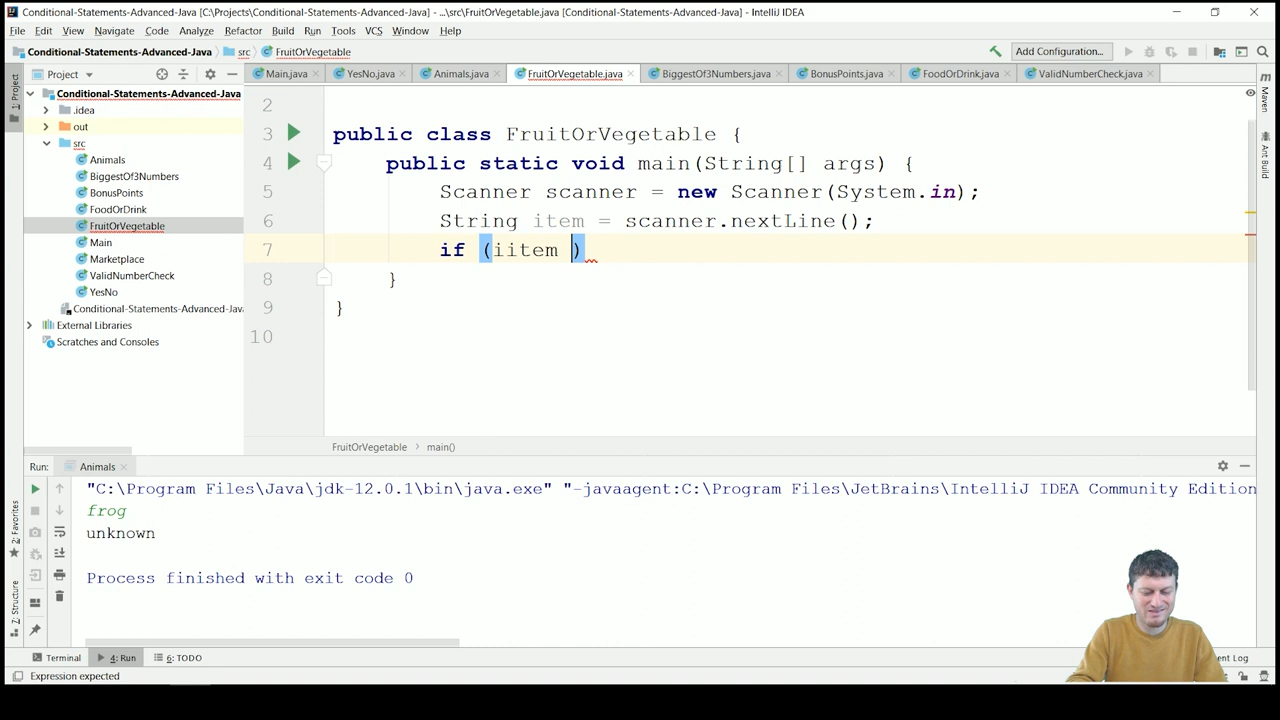 Conditional-Statements-Advanced-Java [C:\Projects\Conditional-Statements-Advanced-Java] - ...\src\FruitOrVegetable.java [Conditional-Statements-Advanced-Java] - IntelliJ IDEA
File Edit View Navigate Code Analyze Refactor Build Run Tools VCS Window Help
Conditional-Statements-Advanced-Java src FruitOrVegetable Add Configuration...
Project Main.java YesNo.java Animals.java FruitOrVegetable.java BiggestOf3Numbers.java BonusPoints.java FoodOrDrink.java ValidNumberCheck.java
1: Project
Conditional-Statements-Advanced-Java
.idea
out
src
Animals
BiggestOf3Numbers
BonusPoints
FoodOrDrink
FruitOrVegetable
Main
Marketplace
ValidNumberCheck
YesNo
Conditional-Statements-Advanced-Jav
External Libraries
Scratches and Consoles
2
3 public class FruitOrVegetable {
4 public static void main(String[] args) {
5 Scanner scanner = new Scanner(System.in);
6 String item = scanner.nextLine();
7 if (iitem )
8 }
9 }
10
m Maven
Ant Build
FruitOrVegetable main()
Run: Animals
"C:\Program Files\Java\jdk-12.0.1\bin\java.exe" "-javaagent:C:\Program Files\JetBrains\IntelliJ IDEA Community Edition
frog
unknown
Process finished with exit code 0
2: Favorites
Z: Structure
Terminal 4: Run 6: TODO ent Log
Expression expected